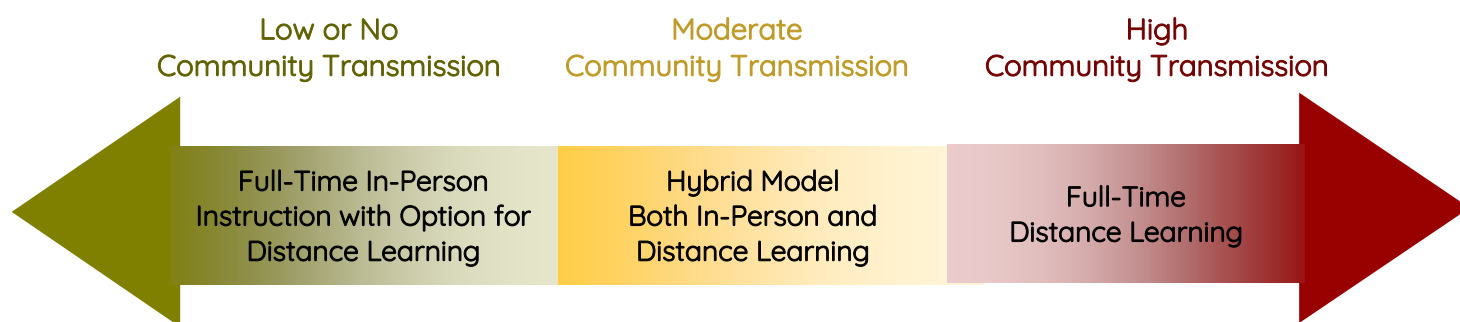 Low or No
Community Transmission
Moderate
Community Transmission
High
Community Transmission
Full-Time In-Person
Instruction with Option for
Distance Learning
Hybrid Model
Both In-Person and
Distance Learning
Full-Time
Distance Learning